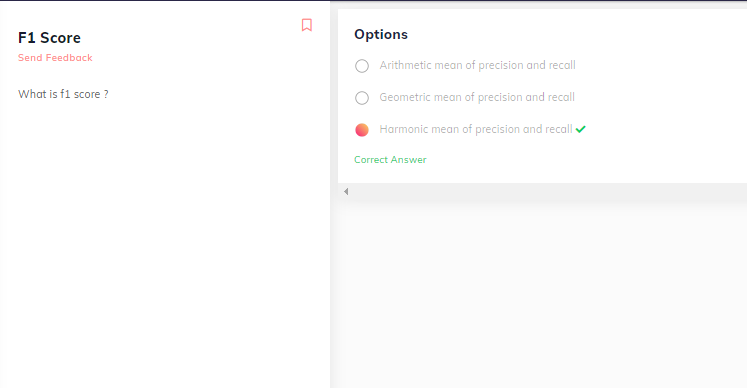 F1 Score
Send Feedback
What is f1 score ?
Options
Arithmetic mean of precision and recall
Geometric mean of precision and recall
Harmonic mean of precision and recall
Correct Answer